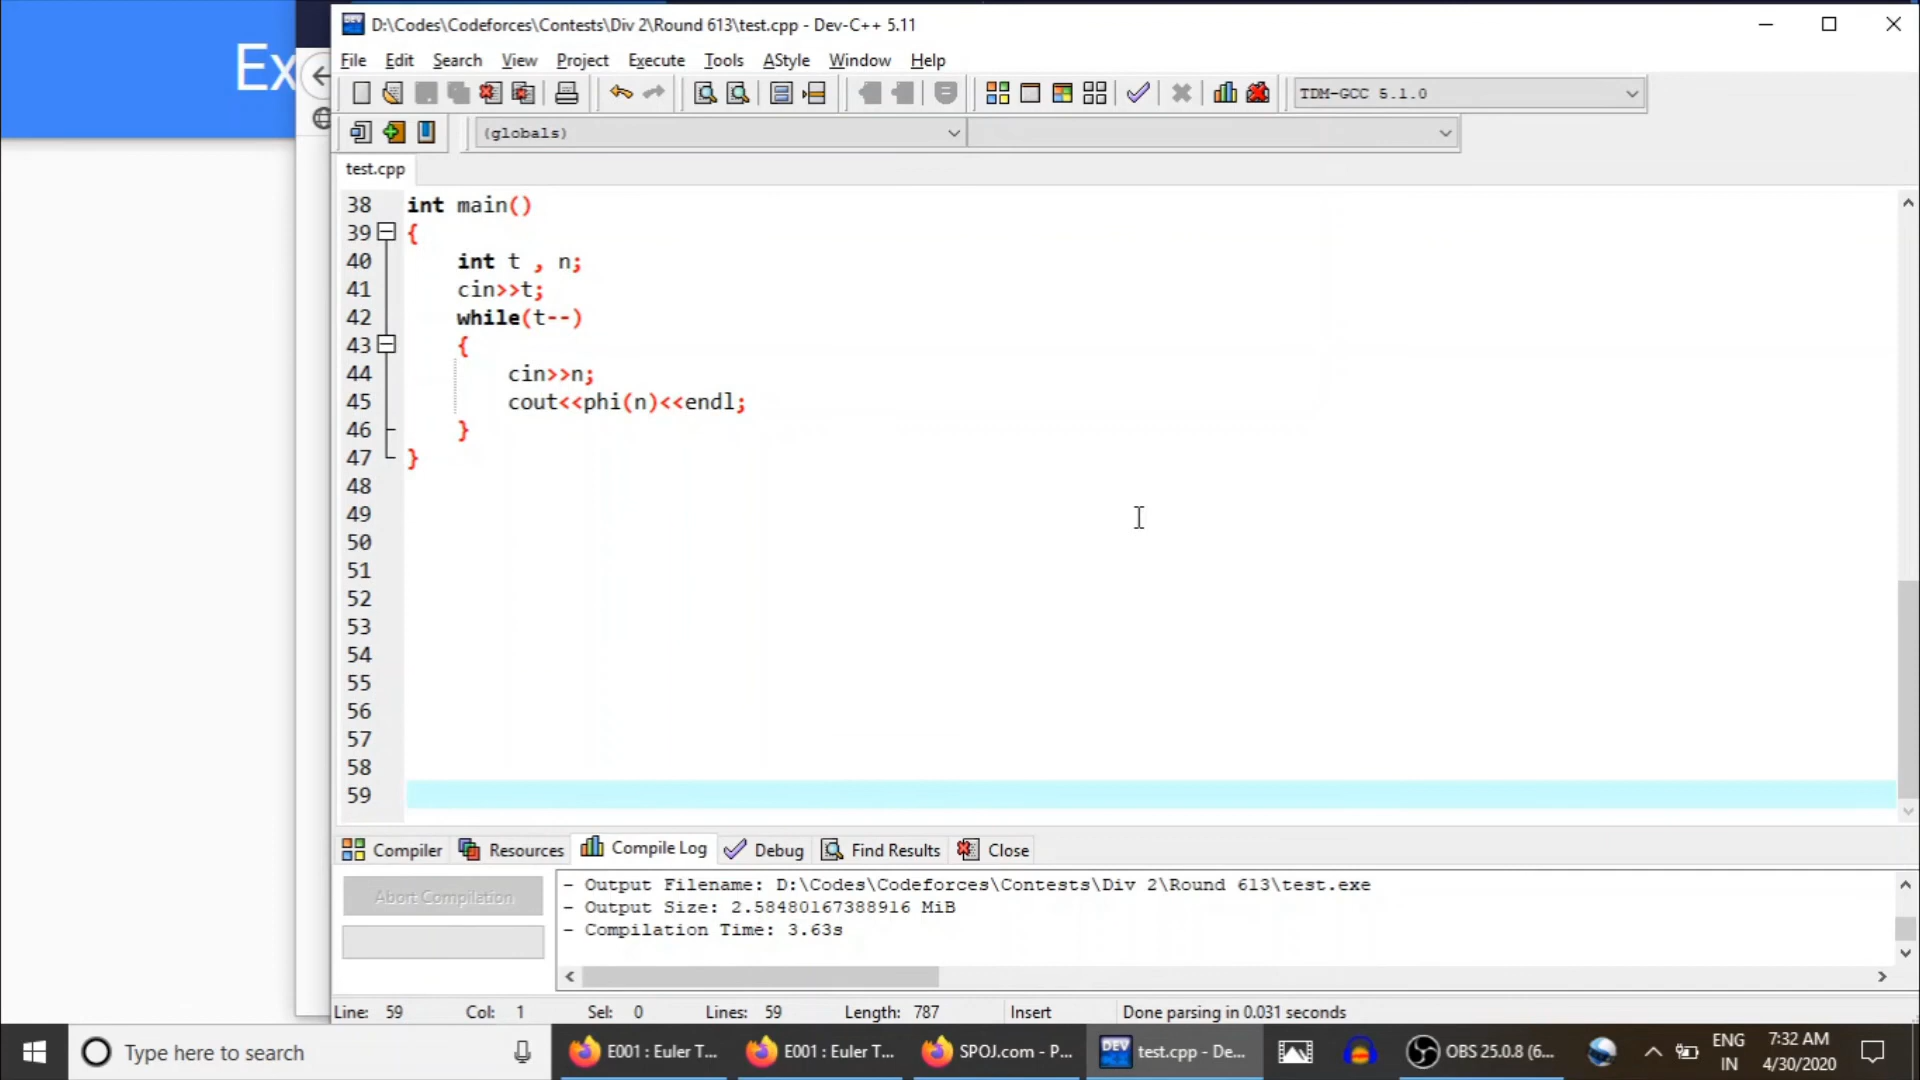 Ex
D:\Codes\Codeforces\Contests\Div 2\Round 613\test.cpp - Dev-C++ 5.11
File Edit Search View Project Execute Tools AStyle Window Help
TDM-GCC 5.1.0
(globals)
test.cpp
38 int main()
39 {
40 int t , n;
41 cin>>t;
42 while(t--)
43 {
44 cin>>n;
45 cout<<phi(n)<<endl;
46 }
47 }
48
49
50
51
52
53
54
55
56
57
58
59
Compiler Resources Compile Log Debug Find Results Close
Abort Compilation
- Output Filename: D:\Codes\Codeforces\Contests\Div 2\Round 613\test.exe
- Output Size: 2.58480167388916 MiB
- Compilation Time: 3.63s
Line: 59 Col: 1 Sel: 0 Lines: 59 Length: 787 Insert Done parsing in 0.031 seconds
Type here to search E001 : Euler T... E001 : Euler T... SPOJ.com - P... DEV test.cpp - De... OBS 25.0.8 (6... ENG 7:32 AM
IN 4/30/2020